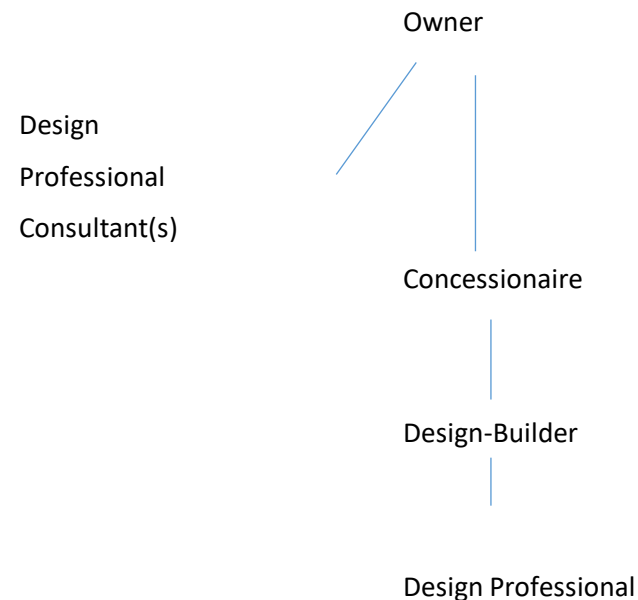 Owner
Design
Professional
Consultant(s)
Concessionaire
Design-Builder
Design Professional